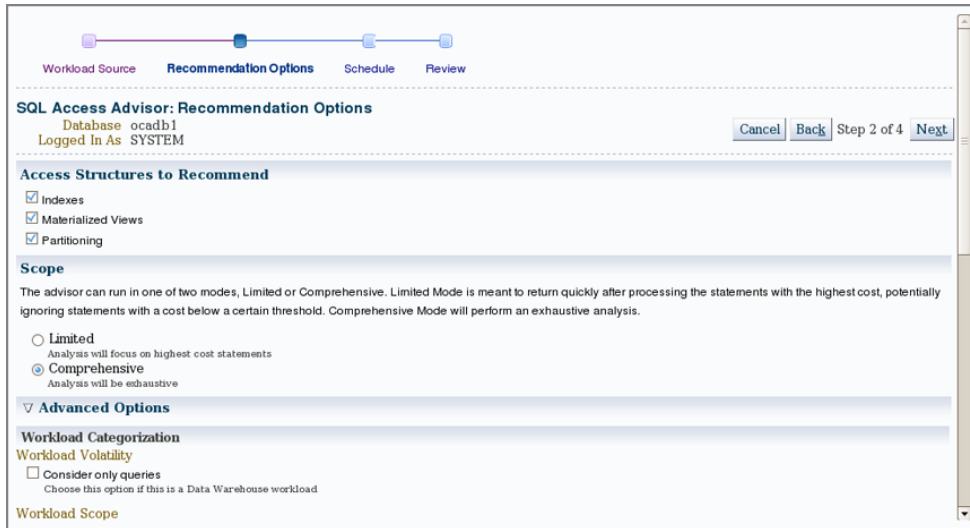 Workload Source Recommendation Options Schedule Review
SQL Access Advisor: Recommendation Options
Database ocadb1
Logged In As SYSTEM
Cancel Back Step 2 of 4 Next
Access Structures to Recommend
Indexes
Materialized Views
Partitioning
Scope
The advisor can run in one of two modes, Limited or Comprehensive. Limited Mode is meant to return quickly after processing the statements with the highest cost, potentially
ignoring statements with a cost below a certain threshold. Comprehensive Mode will perform an exhaustive analysis.
Limited
Analysis will focus on highest cost statements
Comprehensive
Analysis will be exhaustive
Advanced Options
Workload Categorization
Workload Volatility
Consider only queries
Choose this option if this is a Data Warehouse workload
Workload Scope